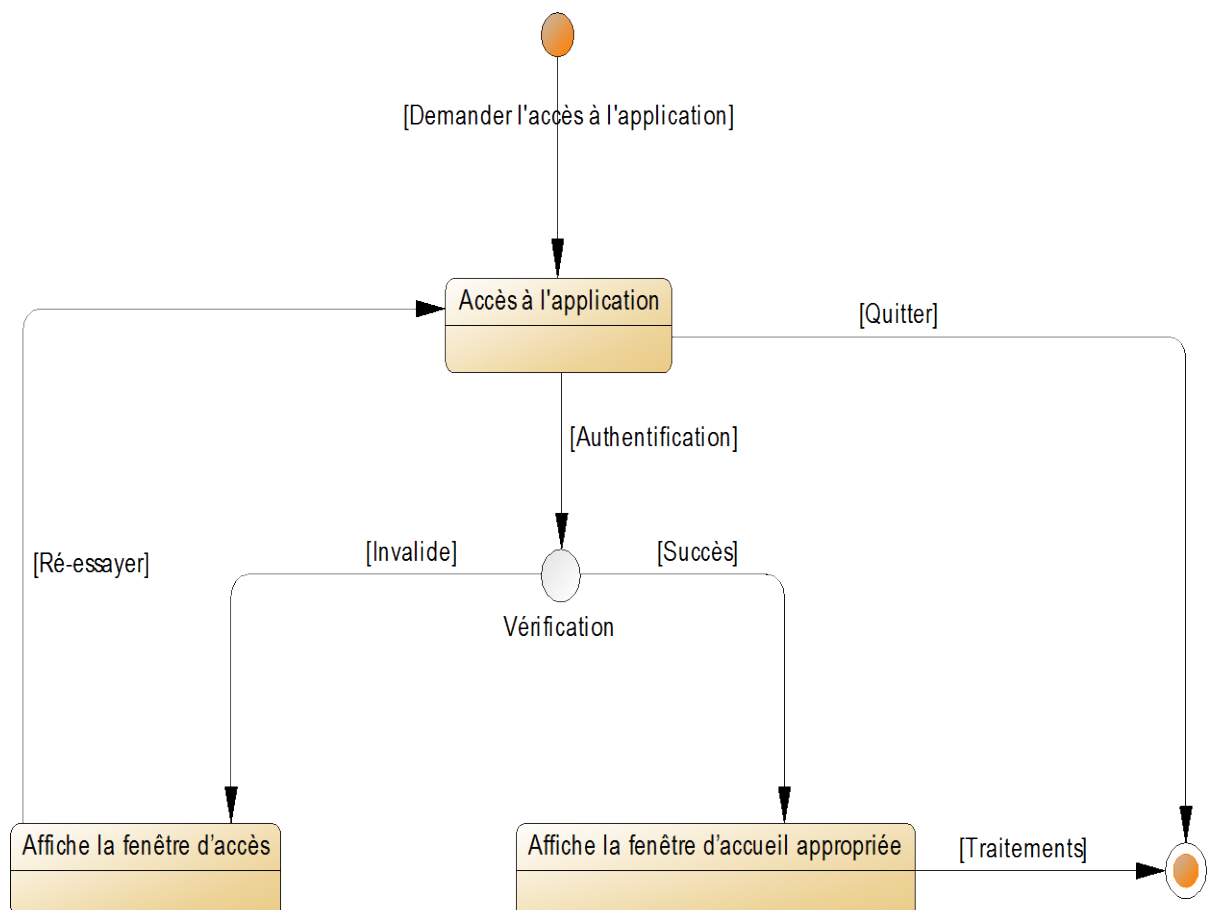 [Demander l'accès à l'application]
Accès à l'application
[Quitter]
[Authentification]
[Invalide]
[Succès]
[Ré-essayer]
Vérification
Affiche la fenêtre d’accès
Affiche la fenêtre d’accueil appropriée
[Traitements]